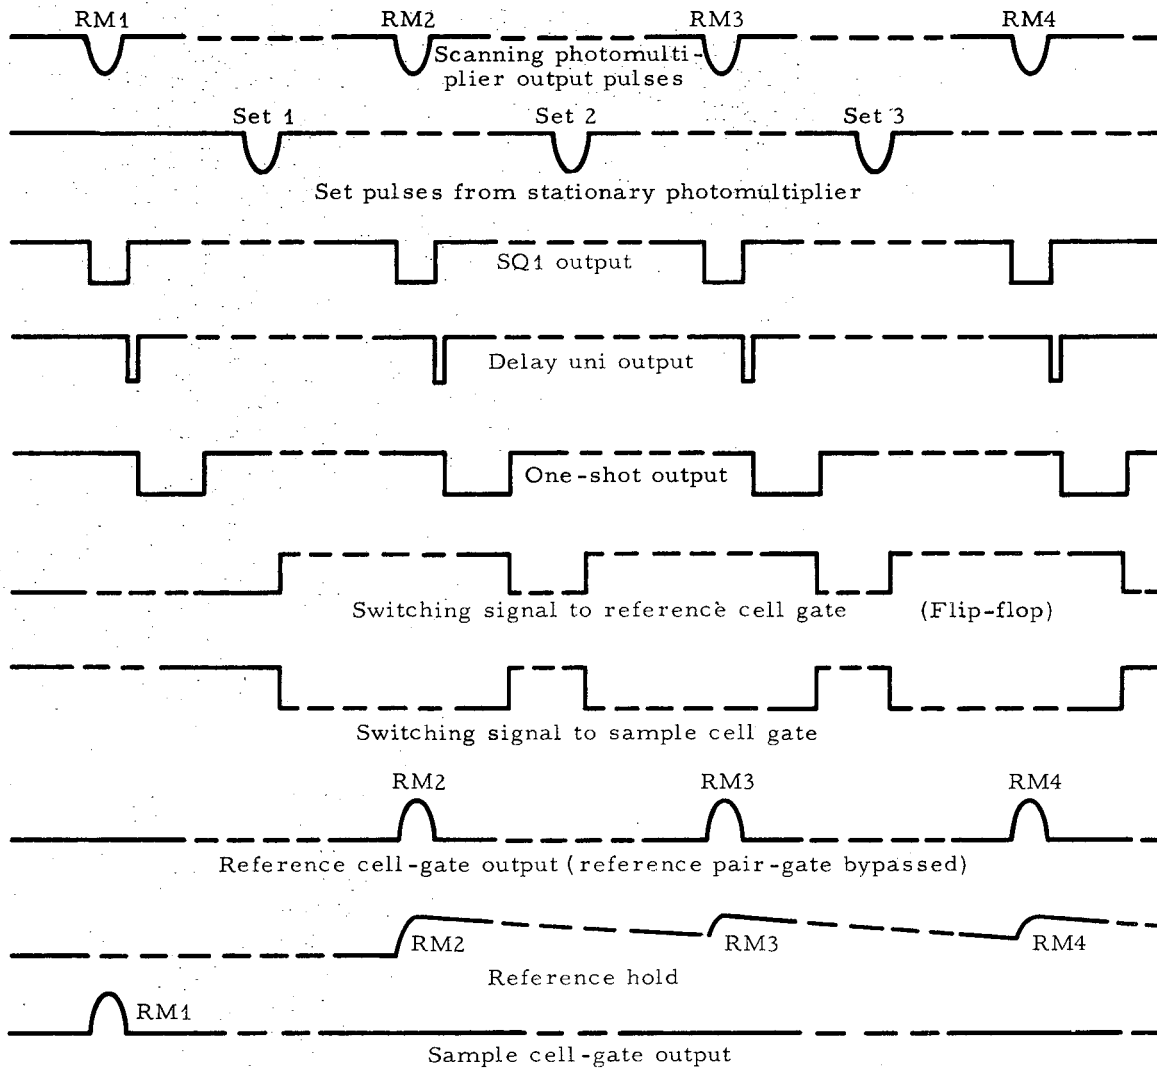 RM1 RM2 RM3 RM4
Scanning photomulti-
plier output pulses
Set 1 Set 2 Set 3
Set pulses from stationary photomultiplier
SQ1 output
Delay uni output
One-shot output
Switching signal to reference cell gate (Flip-flop)
Switching signal to sample cell gate
RM2 RM3 RM4
Reference cell-gate output (reference pair-gate bypassed)
RM2 RM3 RM4
Reference hold
RM1
Sample cell-gate output